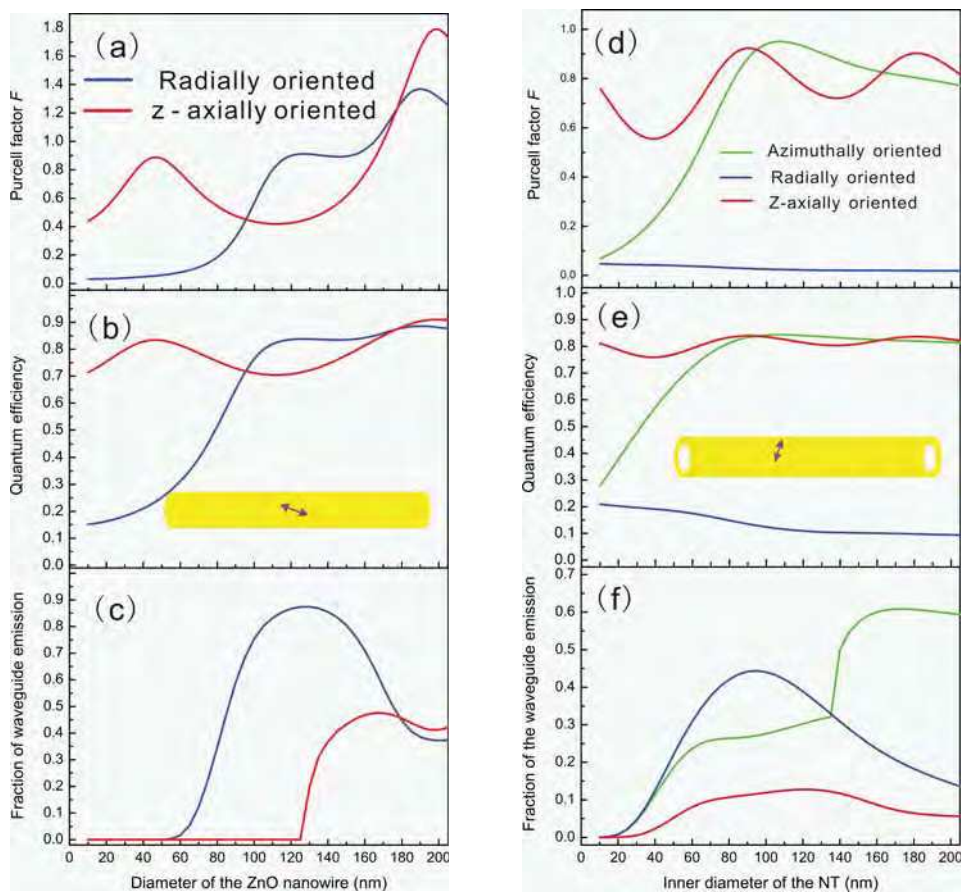 (a)
Radially oriented
z - axially oriented
Purcell factor F
1.8
1.6
1.4
1.2
1.0
0.8
0.6
0.4
0.2
0.0
(b)
Quantum efficiency
0.9
0.8
0.7
0.6
0.5
0.4
0.3
0.2
0.1
0.0
(c)
Fraction of waveguide emission
0.9
0.8
0.7
0.6
0.5
0.4
0.3
0.2
0.1
0.0
0 20 40 60 80 100 120 140 160 180 200
Diameter of the ZnO nanowire (nm)
(d)
Azimuthally oriented
Radially oriented
Z-axially oriented
Purcell factor F
1.0
0.8
0.6
0.4
0.2
0.0
(e)
Quantum efficiency
1.0
0.9
0.8
0.7
0.6
0.5
0.4
0.3
0.2
0.1
0.0
(f)
Fraction of the waveguide emission
0.7
0.6
0.5
0.4
0.3
0.2
0.1
0.0
0 20 40 60 80 100 120 140 160 180 200
Inner diameter of the NT (nm)